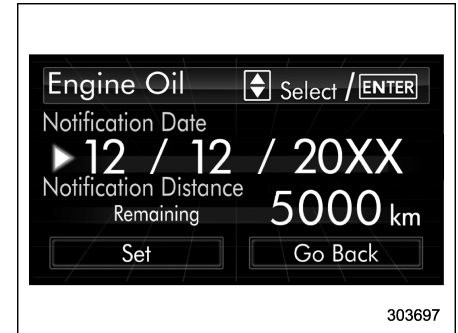 Engine Oil Select / ENTER
Notification Date
12 / 12 / 20XX
Notification Distance
Remaining 5000 km
Set Go Back
303697